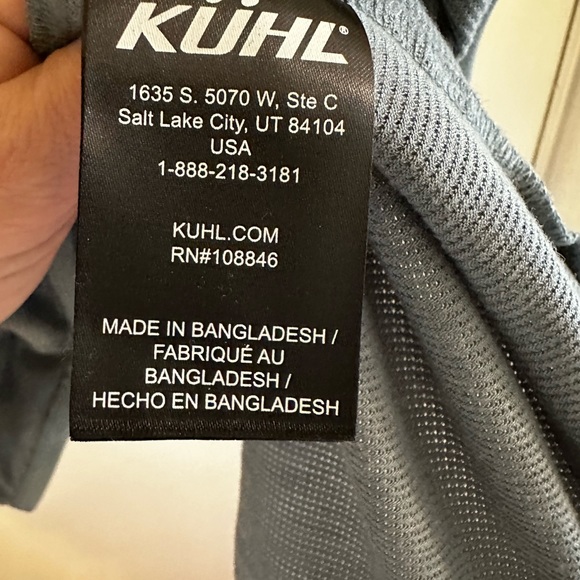 KÜHL®
1635 S. 5070 W, Ste C
Salt Lake City, UT 84104
USA
1-888-218-3181
KUHL.COM
RN#108846
MADE IN BANGLADESH /
FABRIQUÉ AU
BANGLADESH /
HECHO EN BANGLADESH